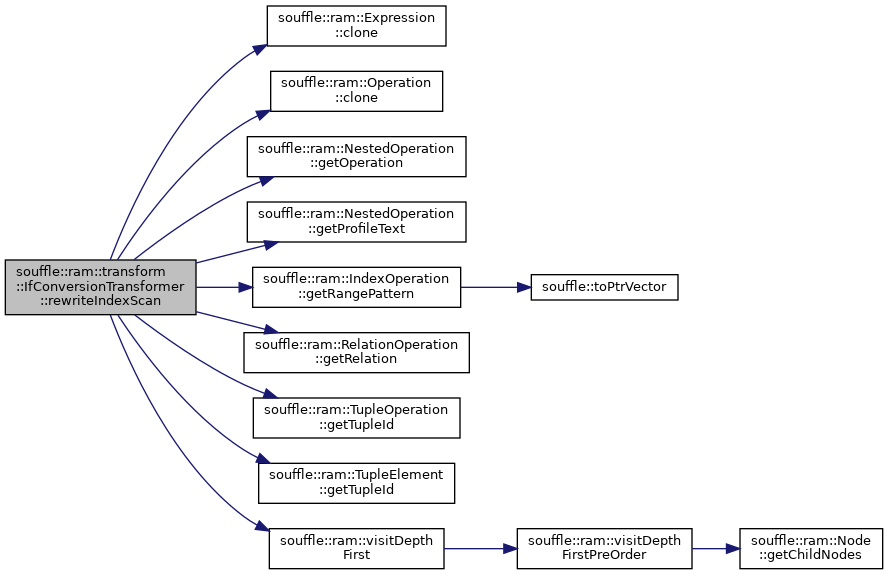 souffle::ram::transform
::IfConversionTransformer
::rewriteIndexScan
souffle::ram::Expression
::clone
souffle::ram::Operation
::clone
souffle::ram::NestedOperation
::getOperation
souffle::ram::NestedOperation
::getProfileText
souffle::ram::IndexOperation
::getRangePattern
souffle::toPtrVector
souffle::ram::RelationOperation
::getRelation
souffle::ram::TupleOperation
::getTupleId
souffle::ram::TupleElement
::getTupleId
souffle::ram::visitDepth
First
souffle::ram::visitDepth
FirstPreOrder
souffle::ram::Node
::getChildNodes